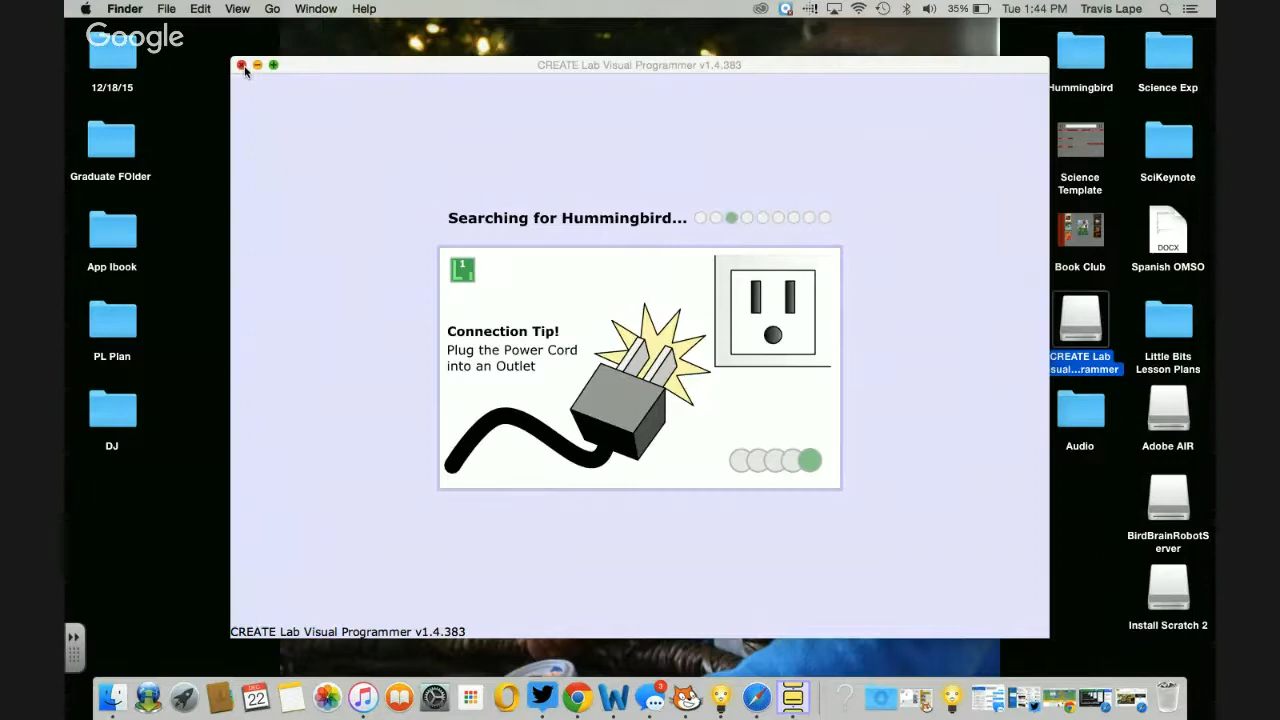 Finder File Edit View Go Window Help 35% Tue 1:44 PM Travis Lape
Google
CREATE Lab Visual Programmer v1.4.383
12/18/15
Graduate FOlder
App Ibook
PL Plan
DJ
Searching for Hummingbird...
1
Connection Tip!
Plug the Power Cord
into an Outlet
CREATE Lab Visual Programmer v1.4.383
Hummingbird
Science Exp
Science
Template
SciKeynote
Book Club
DOCX
Spanish OMSO
CREATE Lab
sual...rammer
Little Bits
Lesson Plans
Audio
Adobe AIR
BirdBrainRobotS
erver
Install Scratch 2
DEC
22
3